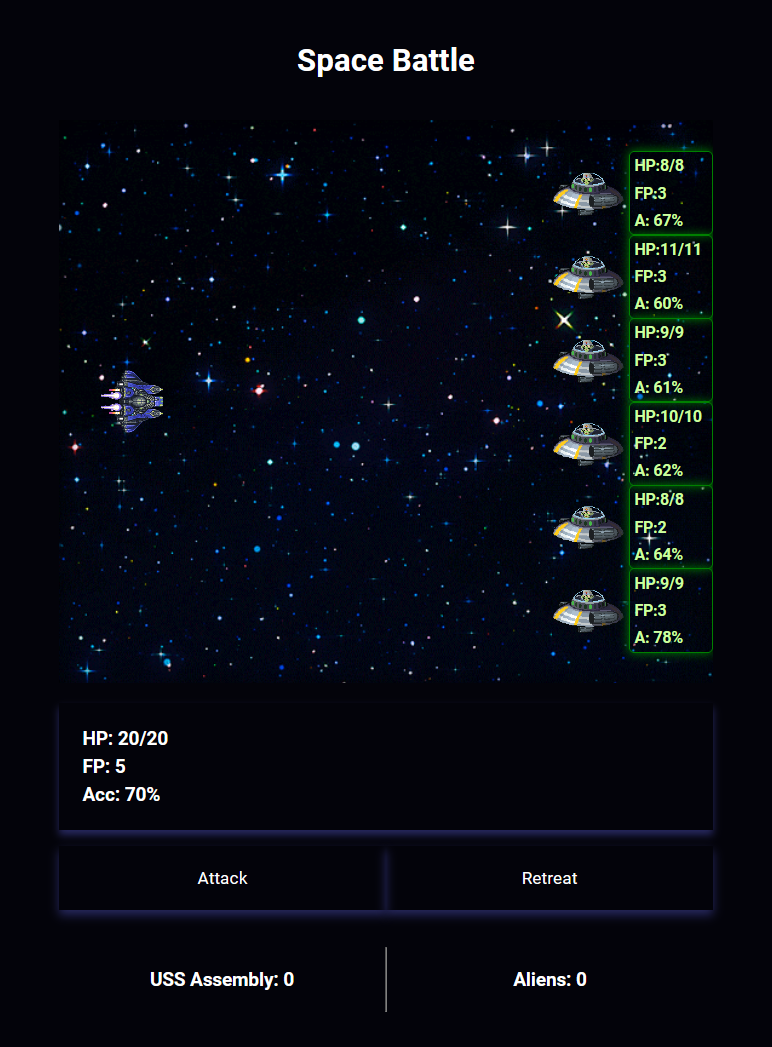 Space Battle
HP:8/8
FP:3
A: 67%
HP:11/11
FP:3
A: 60%
HP:9/9
FP:3
A: 61%
HP:10/10
FP:2
A: 62%
HP:8/8
FP:2
A: 64%
HP:9/9
FP:3
A: 78%
HP: 20/20
FP: 5
Acc: 70%
Attack
Retreat
USS Assembly: 0
Aliens: 0